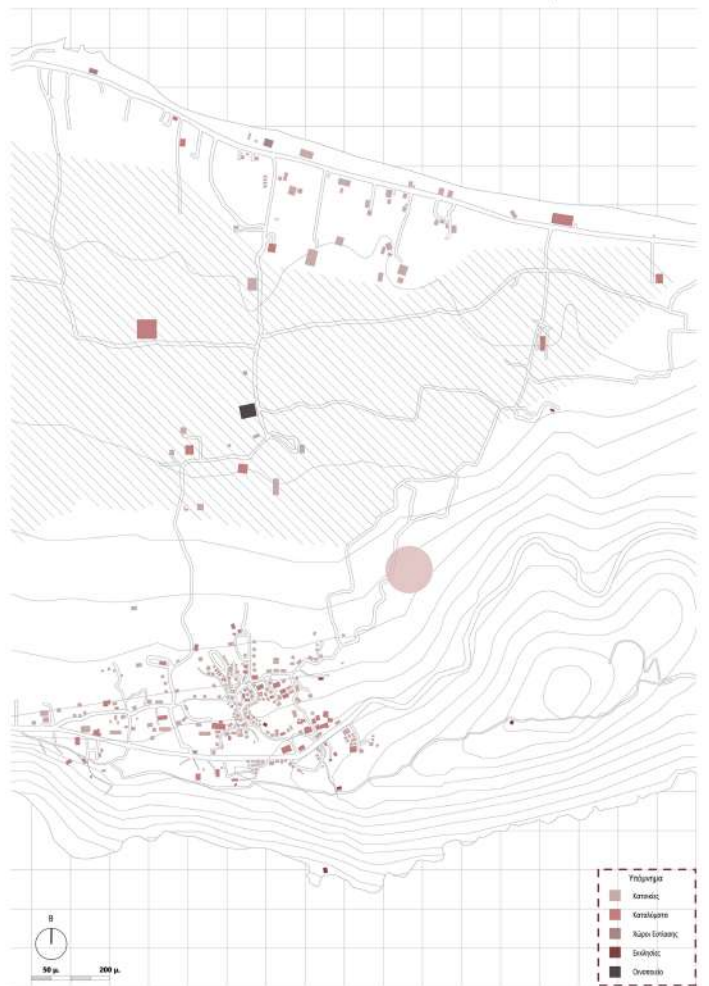 Υπόμνημα
Κατοικίες
Καταλύματα
Χώροι Εστίασης
Εκκλησίες
Οινοποιείο
Β
50 μ. 200 μ.